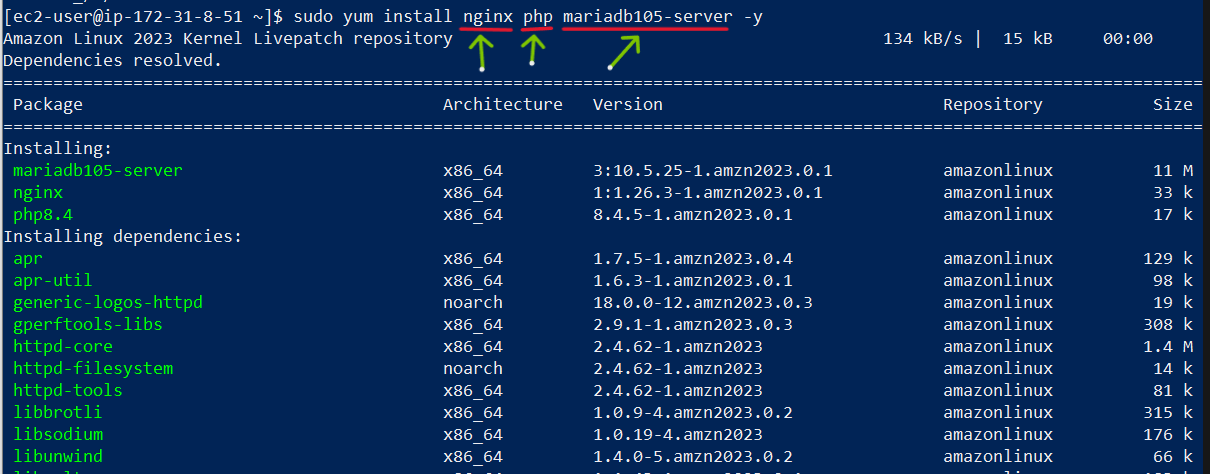 [ec2-user@ip-172-31-8-51 ~]$ sudo yum install nginx php mariadb105-server -y
Amazon Linux 2023 Kernel Livepatch repository 134 kB/s | 15 kB 00:00
Dependencies resolved.
================================================================================
Package Architecture Version Repository Size
================================================================================
Installing:
mariadb105-server x86_64 3:10.5.25-1.amzn2023.0.1 amazonlinux 11 M
nginx x86_64 1:1.26.3-1.amzn2023.0.1 amazonlinux 33 k
php8.4 x86_64 8.4.5-1.amzn2023.0.1 amazonlinux 17 k
Installing dependencies:
apr x86_64 1.7.5-1.amzn2023.0.4 amazonlinux 129 k
apr-util x86_64 1.6.3-1.amzn2023.0.1 amazonlinux 98 k
generic-logos-httpd noarch 18.0.0-12.amzn2023.0.3 amazonlinux 19 k
gperftools-libs x86_64 2.9.1-1.amzn2023.0.3 amazonlinux 308 k
httpd-core x86_64 2.4.62-1.amzn2023 amazonlinux 1.4 M
httpd-filesystem noarch 2.4.62-1.amzn2023 amazonlinux 14 k
httpd-tools x86_64 2.4.62-1.amzn2023 amazonlinux 81 k
libbrotli x86_64 1.0.9-4.amzn2023.0.2 amazonlinux 315 k
libsodium x86_64 1.0.19-4.amzn2023 amazonlinux 176 k
libunwind x86_64 1.4.0-5.amzn2023.0.2 amazonlinux 66 k